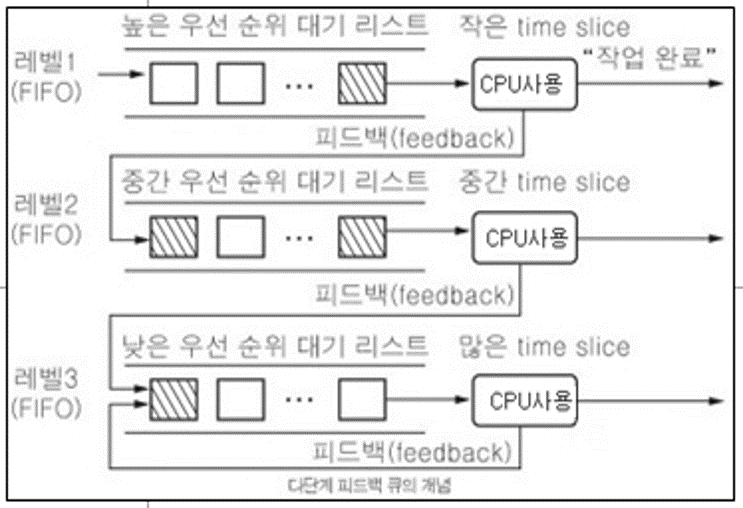 높은 우선 순위 대기 리스트 작은 time slice
레벨1
(FIFO)
...
CPU사용
"작업 완료"
피드백(feedback)
중간 우선 순위 대기 리스트 중간 time slice
레벨2
(FIFO)
...
CPU사용
피드백(feedback)
낮은 우선 순위 대기 리스트 많은 time slice
레벨3
(FIFO)
...
CPU사용
피드백(feedback)
다단계 피드백 큐의 개념